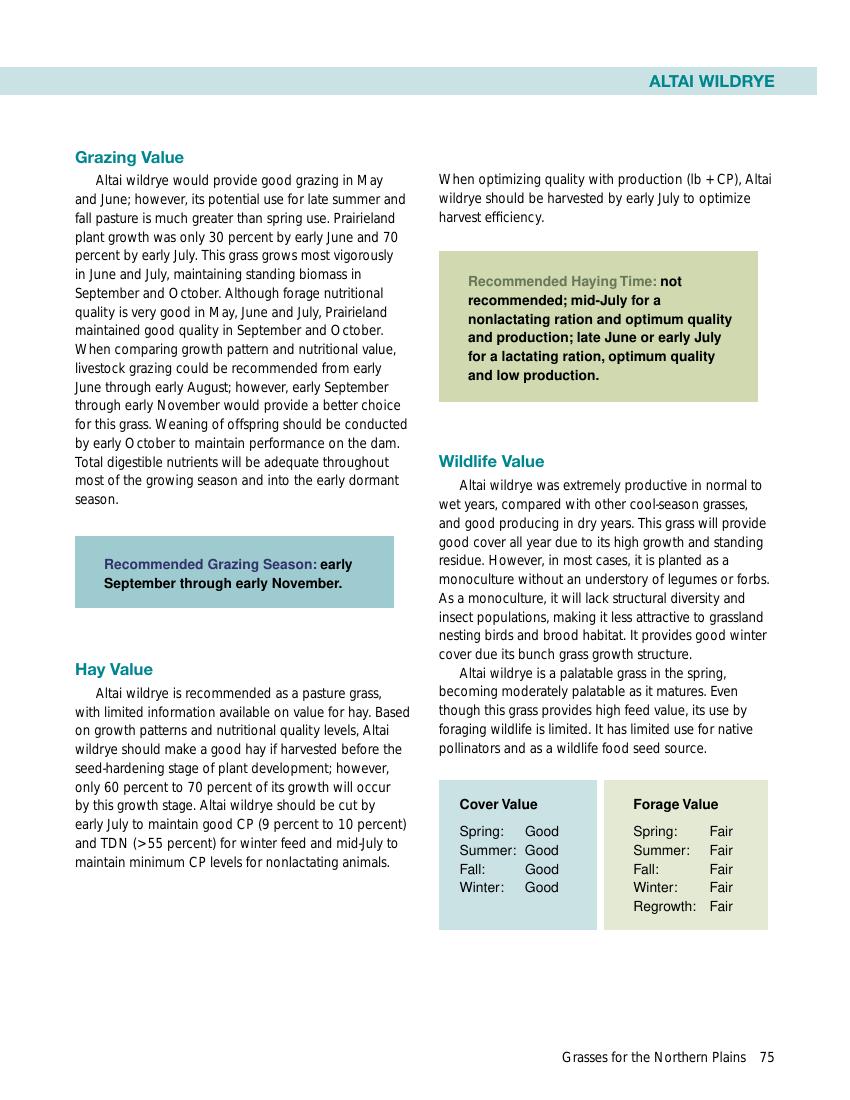 ALTAI WILDRYE
Grazing Value
Altai wildrye would provide good grazing in May
and June; however, its potential use for late summer and
fall pasture is much greater than spring use. Prairieland
plant growth was only 30 percent by early June and 70
percent by early July. This grass grows most vigorously
in June and July, maintaining standing biomass in
September and October. Although forage nutritional
quality is very good in May, June and July, Prairieland
maintained good quality in September and October.
When comparing growth pattern and nutritional value,
livestock grazing could be recommended from early
June through early August; however, early September
through early November would provide a better choice
for this grass. Weaning of offspring should be conducted
by early October to maintain performance on the dam.
Total digestible nutrients will be adequate throughout
most of the growing season and into the early dormant
season.
Recommended Grazing Season: early
September through early November.
Hay Value
Altai wildrye is recommended as a pasture grass,
with limited information available on value for hay. Based
on growth patterns and nutritional quality levels, Altai
wildrye should make a good hay if harvested before the
seed-hardening stage of plant development; however,
only 60 percent to 70 percent of its growth will occur
by this growth stage. Altai wildrye should be cut by
early July to maintain good CP (9 percent to 10 percent)
and TDN (>55 percent) for winter feed and mid-July to
maintain minimum CP levels for nonlactating animals.
When optimizing quality with production (lb + CP), Altai
wildrye should be harvested by early July to optimize
harvest efficiency.
Recommended Haying Time: not
recommended; mid-July for a
nonlactating ration and optimum quality
and production; late June or early July
for a lactating ration, optimum quality
and low production.
Wildlife Value
Altai wildrye was extremely productive in normal to
wet years, compared with other cool-season grasses,
and good producing in dry years. This grass will provide
good cover all year due to its high growth and standing
residue. However, in most cases, it is planted as a
monoculture without an understory of legumes or forbs.
As a monoculture, it will lack structural diversity and
insect populations, making it less attractive to grassland
nesting birds and brood habitat. It provides good winter
cover due its bunch grass growth structure.
Altai wildrye is a palatable grass in the spring,
becoming moderately palatable as it matures. Even
though this grass provides high feed value, its use by
foraging wildlife is limited. It has limited use for native
pollinators and as a wildlife food seed source.
Cover Value
Spring: Good
Summer: Good
Fall: Good
Winter: Good
Forage Value
Spring: Fair
Summer: Fair
Fall: Fair
Winter: Fair
Regrowth: Fair
Grasses for the Northern Plains 75